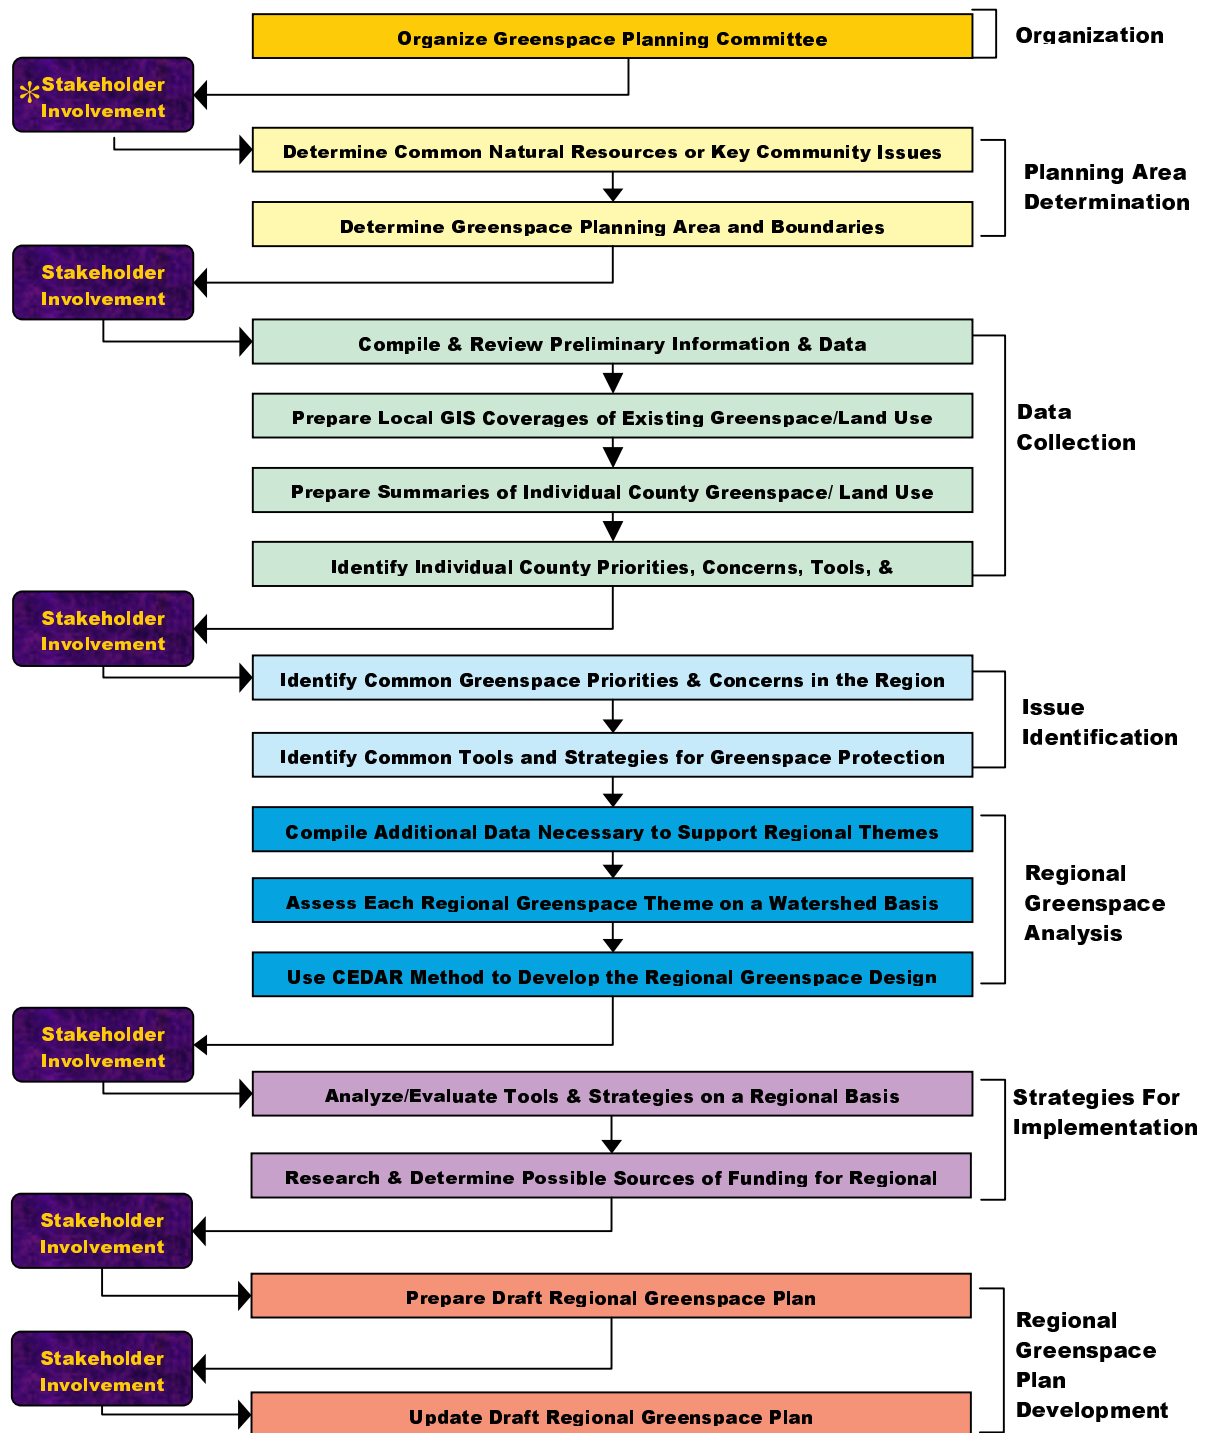 Organize Greenspace Planning Committee
Organization
*Stakeholder
Involvement
Determine Common Natural Resources or Key Community Issues
Planning Area
Determination
Determine Greenspace Planning Area and Boundaries
Stakeholder
Involvement
Compile & Review Preliminary Information & Data
Prepare Local GIS Coverages of Existing Greenspace/Land Use
Data
Collection
Prepare Summaries of Individual County Greenspace/ Land Use
Identify Individual County Priorities, Concerns, Tools, &
Stakeholder
Involvement
Identify Common Greenspace Priorities & Concerns in the Region
Issue
Identification
Identify Common Tools and Strategies for Greenspace Protection
Compile Additional Data Necessary to Support Regional Themes
Regional
Greenspace
Analysis
Assess Each Regional Greenspace Theme on a Watershed Basis
Use CEDAR Method to Develop the Regional Greenspace Design
Stakeholder
Involvement
Analyze/Evaluate Tools & Strategies on a Regional Basis
Strategies For
Implementation
Research & Determine Possible Sources of Funding for Regional
Stakeholder
Involvement
Prepare Draft Regional Greenspace Plan
Regional
Greenspace
Plan
Development
Stakeholder
Involvement
Update Draft Regional Greenspace Plan